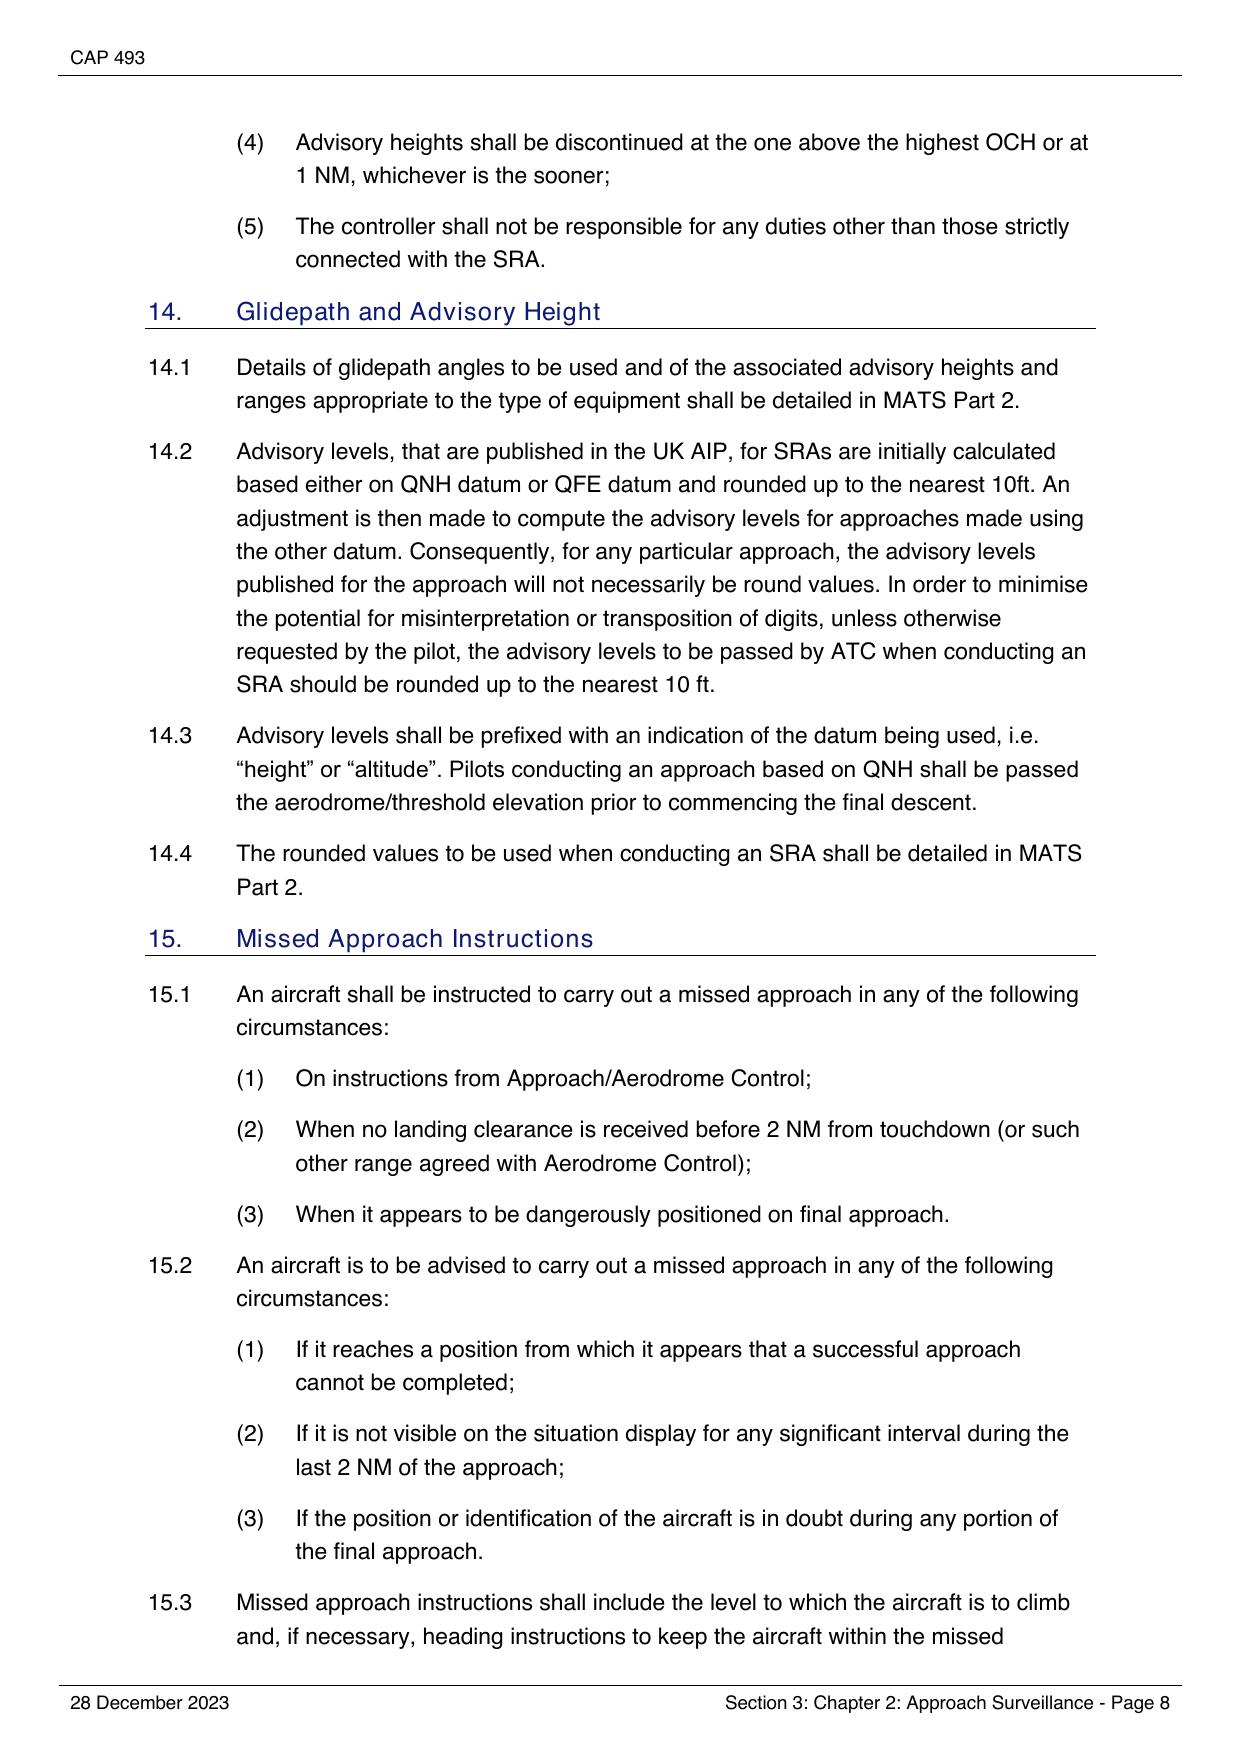 CAP 493
(4) Advisory heights shall be discontinued at the one above the highest OCH or at
1 NM, whichever is the sooner;
(5) The controller shall not be responsible for any duties other than those strictly
connected with the SRA.
14. Glidepath and Advisory Height
14.1 Details of glidepath angles to be used and of the associated advisory heights and
ranges appropriate to the type of equipment shall be detailed in MATS Part 2.
14.2 Advisory levels, that are published in the UK AIP, for SRAs are initially calculated
based either on QNH datum or QFE datum and rounded up to the nearest 10ft. An
adjustment is then made to compute the advisory levels for approaches made using
the other datum. Consequently, for any particular approach, the advisory levels
published for the approach will not necessarily be round values. In order to minimise
the potential for misinterpretation or transposition of digits, unless otherwise
requested by the pilot, the advisory levels to be passed by ATC when conducting an
SRA should be rounded up to the nearest 10 ft.
14.3 Advisory levels shall be prefixed with an indication of the datum being used, i.e.
“height” or “altitude”. Pilots conducting an approach based on QNH shall be passed
the aerodrome/threshold elevation prior to commencing the final descent.
14.4 The rounded values to be used when conducting an SRA shall be detailed in MATS
Part 2.
15. Missed Approach Instructions
15.1 An aircraft shall be instructed to carry out a missed approach in any of the following
circumstances:
(1) On instructions from Approach/Aerodrome Control;
(2) When no landing clearance is received before 2 NM from touchdown (or such
other range agreed with Aerodrome Control);
(3) When it appears to be dangerously positioned on final approach.
15.2 An aircraft is to be advised to carry out a missed approach in any of the following
circumstances:
(1) If it reaches a position from which it appears that a successful approach
cannot be completed;
(2) If it is not visible on the situation display for any significant interval during the
last 2 NM of the approach;
(3) If the position or identification of the aircraft is in doubt during any portion of
the final approach.
15.3 Missed approach instructions shall include the level to which the aircraft is to climb
and, if necessary, heading instructions to keep the aircraft within the missed
28 December 2023 Section 3: Chapter 2: Approach Surveillance - Page 8